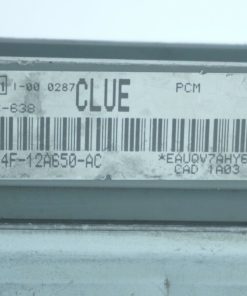 1 I-00 0287 CLUE PCM
-638
4F-12A650-AC *EAUQV7AHY6
CAD 1A03